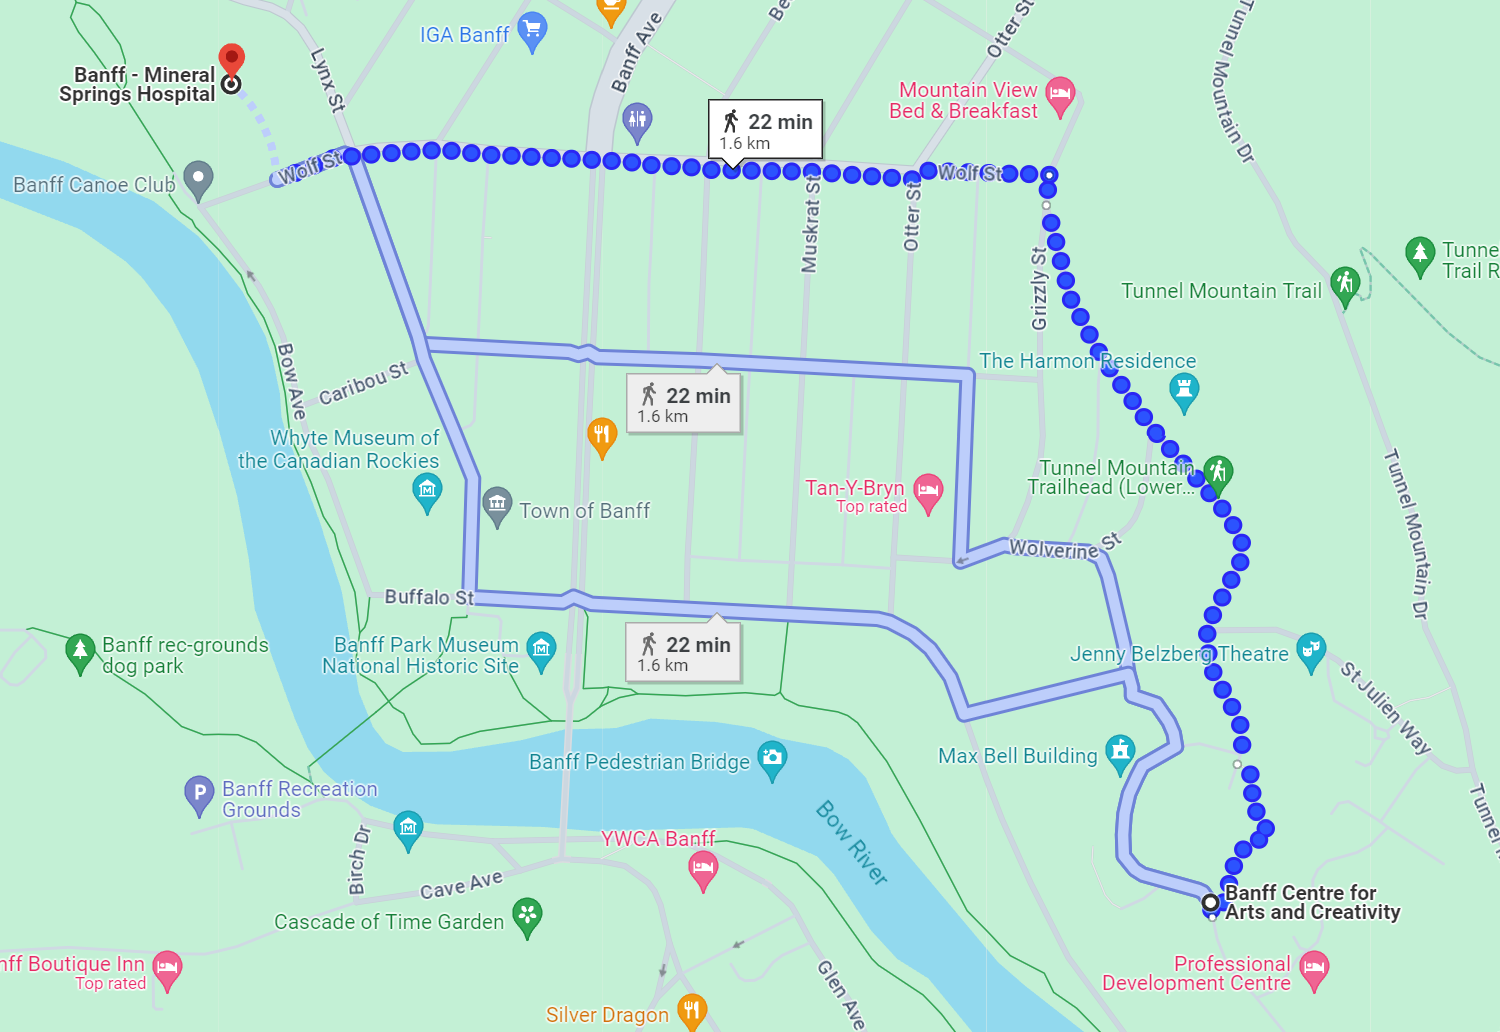 IGA Banff
Banff Ave
Be
Otter St
Tunnel Mountain Dr
Lynx St
Banff - Mineral
Springs Hospital
Mountain View
Bed & Breakfast
22 min
1.6 km
Wolf St
Wolf St
Banff Canoe Club
Muskrat St
Otter St
Grizzly St
Tunne
Trail R
Tunnel Mountain Trail
Bow Ave
Caribou St
The Harmon Residence
22 min
1.6 km
Whyte Museum of
the Canadian Rockies
Tunnel Mountain
Trailhead (Lower...
Tan-Y-Bryn
Top rated
Town of Banff
Tunnel Mountain Dr
Wolverine St
Buffalo St
Banff rec-grounds
dog park
Banff Park Museum
National Historic Site
22 min
1.6 km
Jenny Belzberg Theatre
St Julien Way
Banff Pedestrian Bridge
Max Bell Building
P
Banff Recreation
Grounds
Bow River
Tunnel
YWCA Banff
Birch Dr
Cave Ave
Banff Centre for
Arts and Creativity
Cascade of Time Garden
nff Boutique Inn
Top rated
Glen Ave
Professional
Development Centre
Silver Dragon